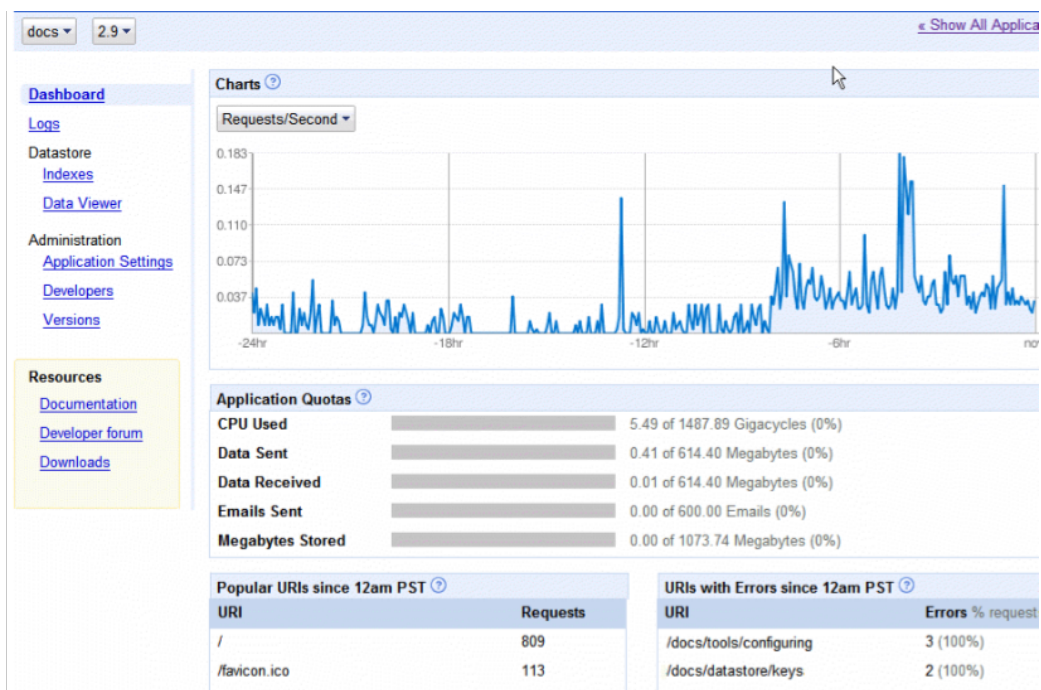 docs 2.9 « Show All Applica
Dashboard
Logs
Datastore
Indexes
Data Viewer
Administration
Application Settings
Developers
Versions
Resources
Documentation
Developer forum
Downloads
Charts ?
Requests/Second
0.183
0.147
0.110
0.073
0.037
-24hr -18hr -12hr -6hr no
Application Quotas ?
CPU Used 5.49 of 1487.89 Gigacycles (0%)
Data Sent 0.41 of 614.40 Megabytes (0%)
Data Received 0.01 of 614.40 Megabytes (0%)
Emails Sent 0.00 of 600.00 Emails (0%)
Megabytes Stored 0.00 of 1073.74 Megabytes (0%)
Popular URIs since 12am PST ?
URI Requests
/ 809
/favicon.ico 113
URIs with Errors since 12am PST ?
URI Errors % request
/docs/tools/configuring 3 (100%)
/docs/datastore/keys 2 (100%)